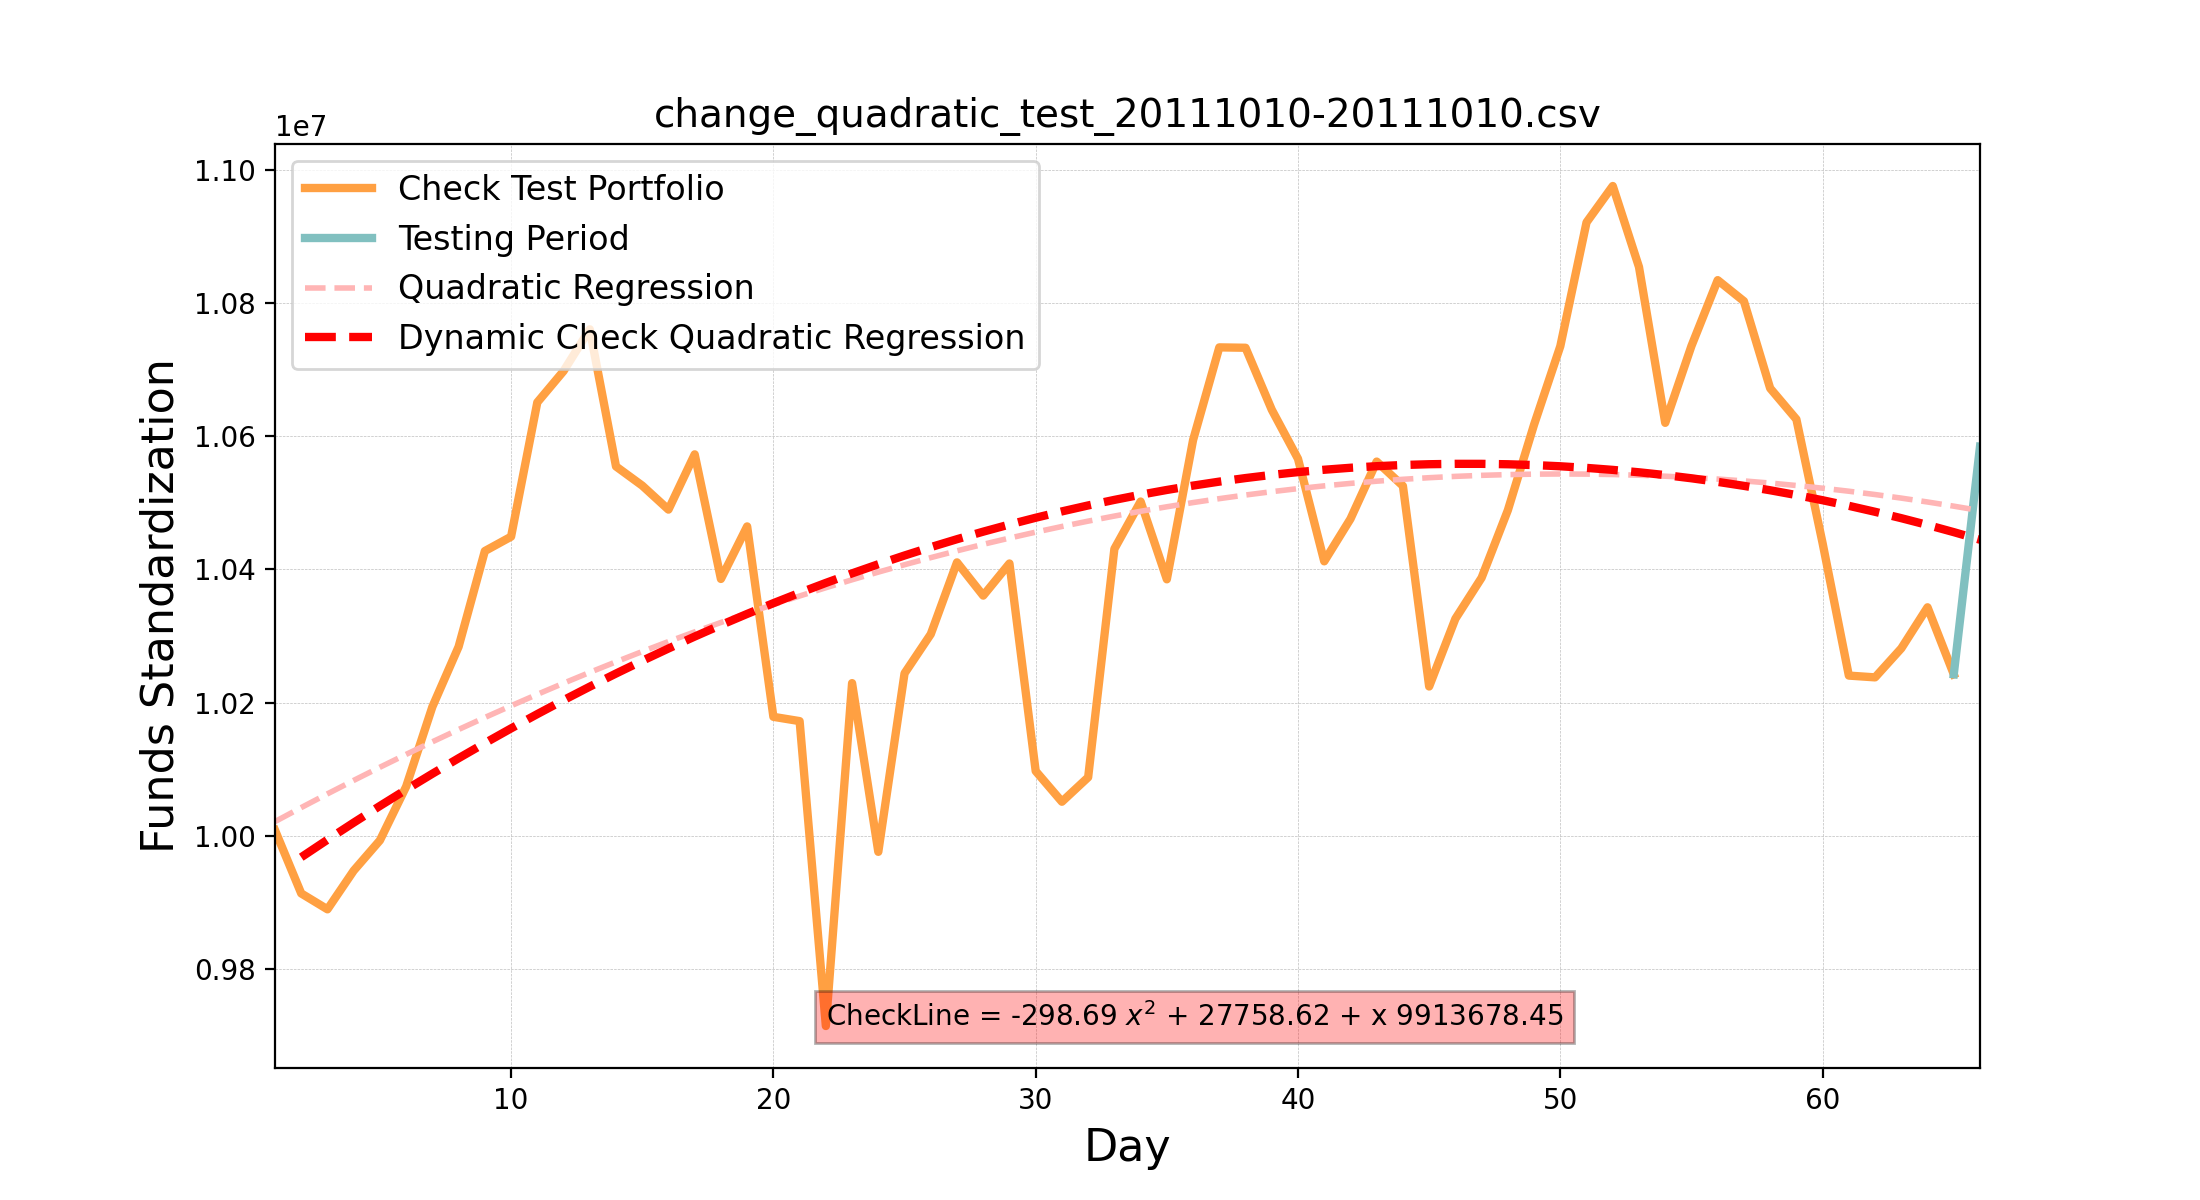 change_quadratic_test_20111010-20111010.csv
1e7
Check Test Portfolio
Testing Period
Quadratic Regression
Dynamic Check Quadratic Regression
Funds Standardization
1.10
1.08
1.06
1.04
1.02
1.00
0.98
CheckLine = -298.69 x² + 27758.62 + x 9913678.45
10 20 30 40 50 60
Day